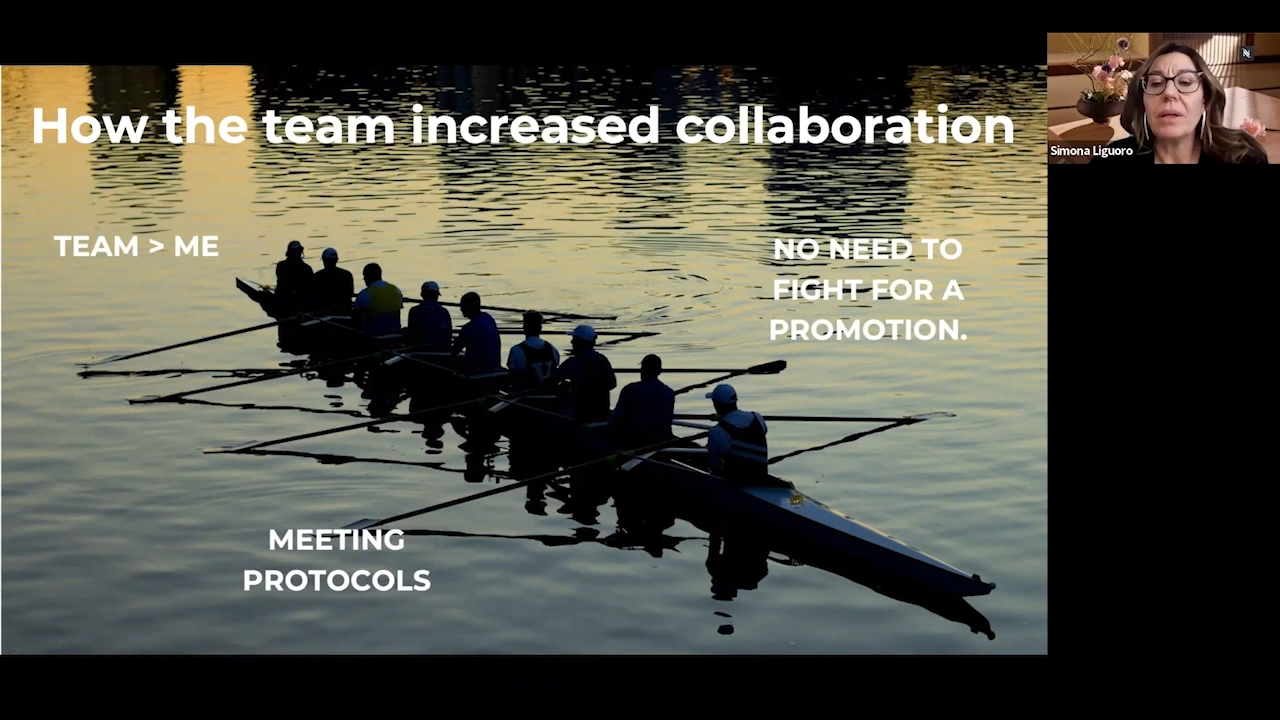 How the team increased collaboration
Simona Liguoro
TEAM > ME
NO NEED TO
FIGHT FOR A
PROMOTION.
MEETING
PROTOCOLS